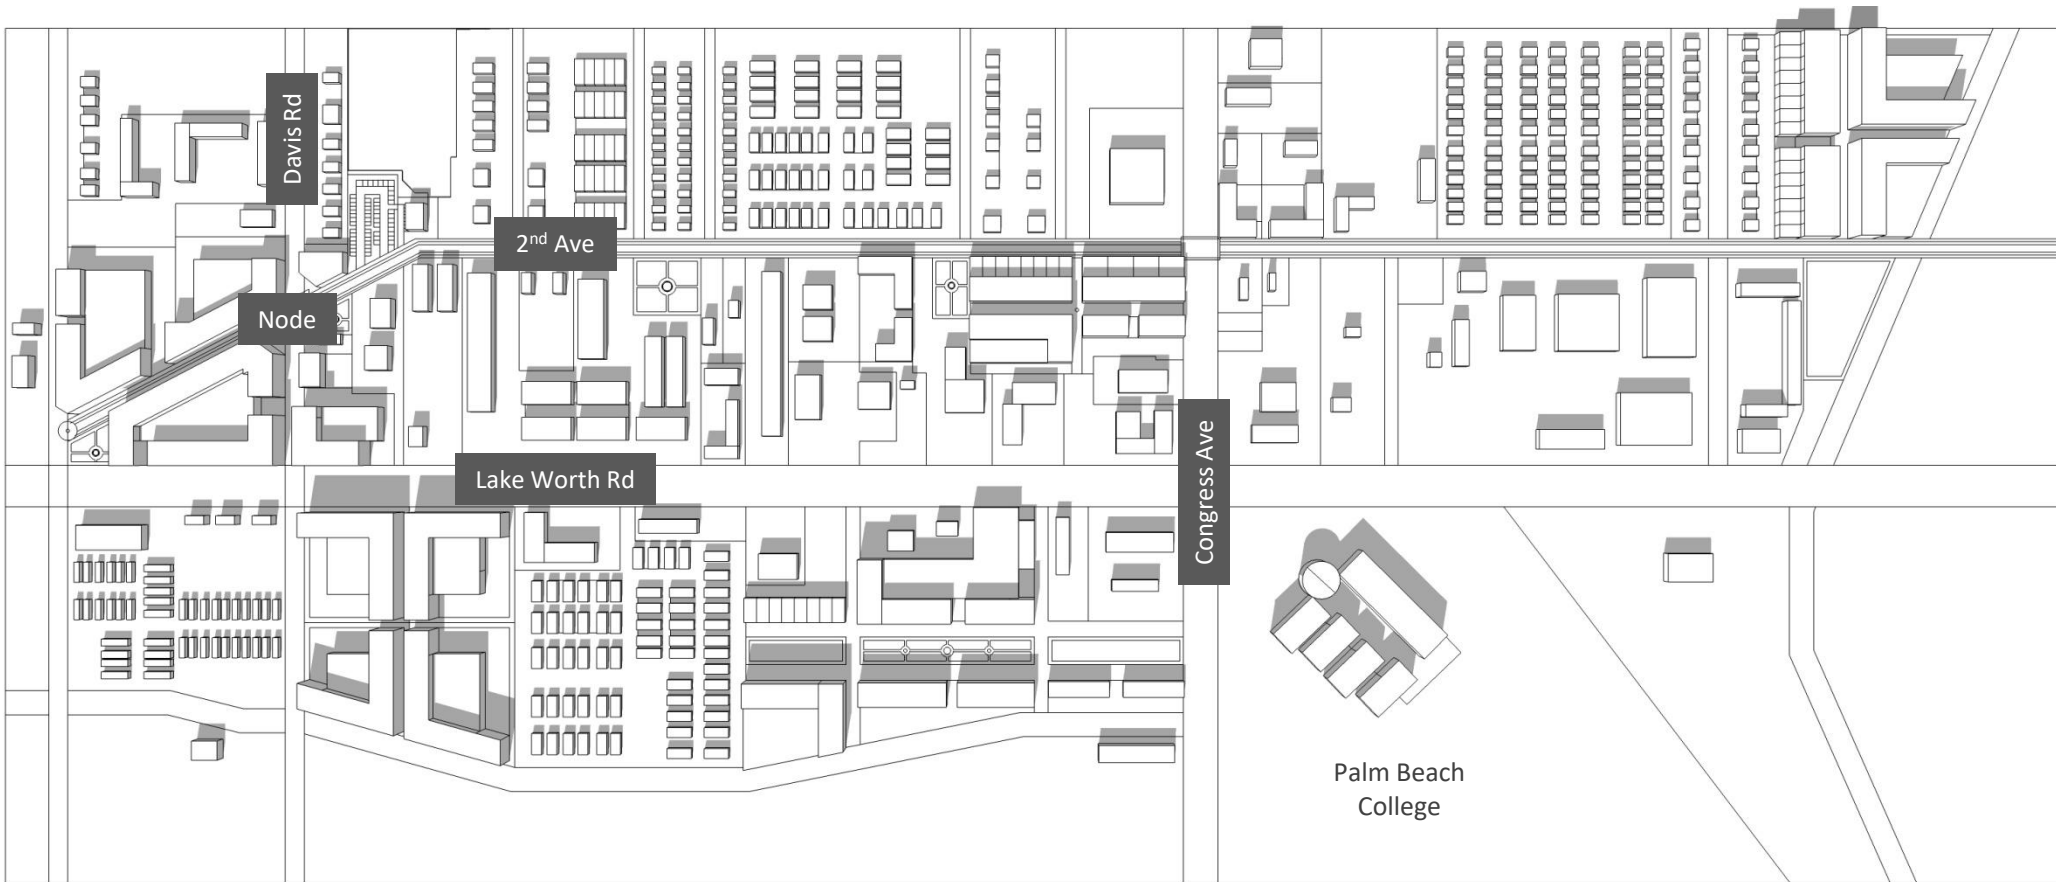 Davis Rd
2nd Ave
Node
Lake Worth Rd
Congress Ave
Palm Beach
College